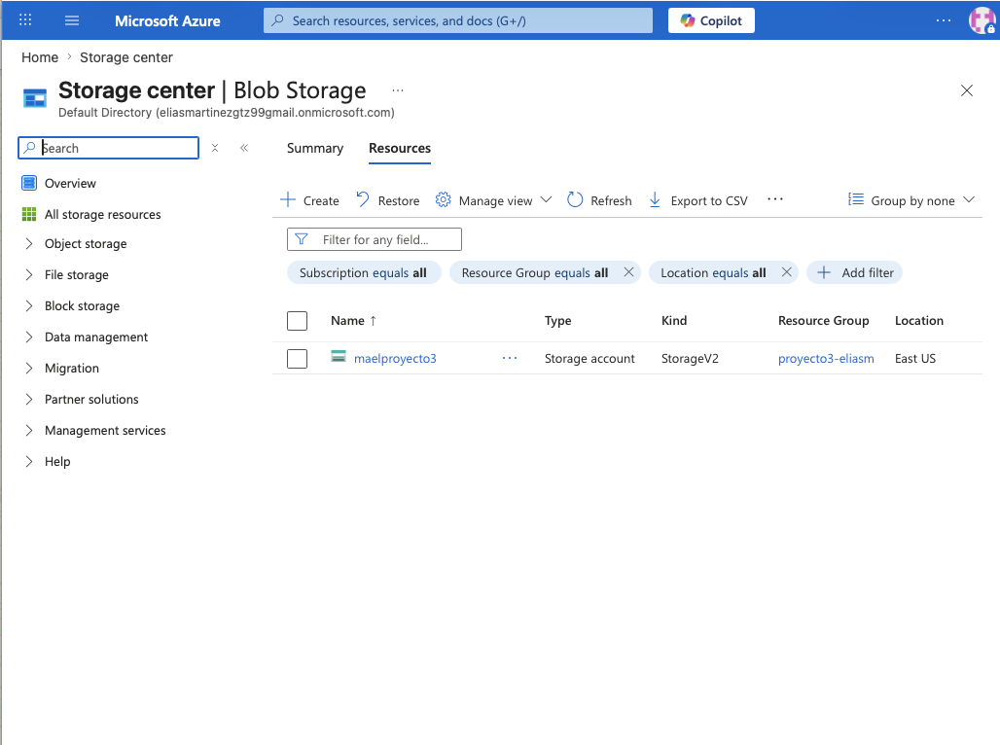 Microsoft Azure
Search resources, services, and docs (G+/)
Copilot
Home > Storage center
Storage center | Blob Storage ...
Default Directory (eliasmartinezgtz99gmail.onmicrosoft.com)
Search
Summary Resources
Overview
All storage resources
Object storage
File storage
Block storage
Data management
Migration
Partner solutions
Management services
Help
Create Restore Manage view Refresh Export to CSV ... Group by none
Filter for any field...
Subscription equals all Resource Group equals all Location equals all Add filter
Name ↑ Type Kind Resource Group Location
maelproyecto3 ... Storage account StorageV2 proyecto3-eliasm East US